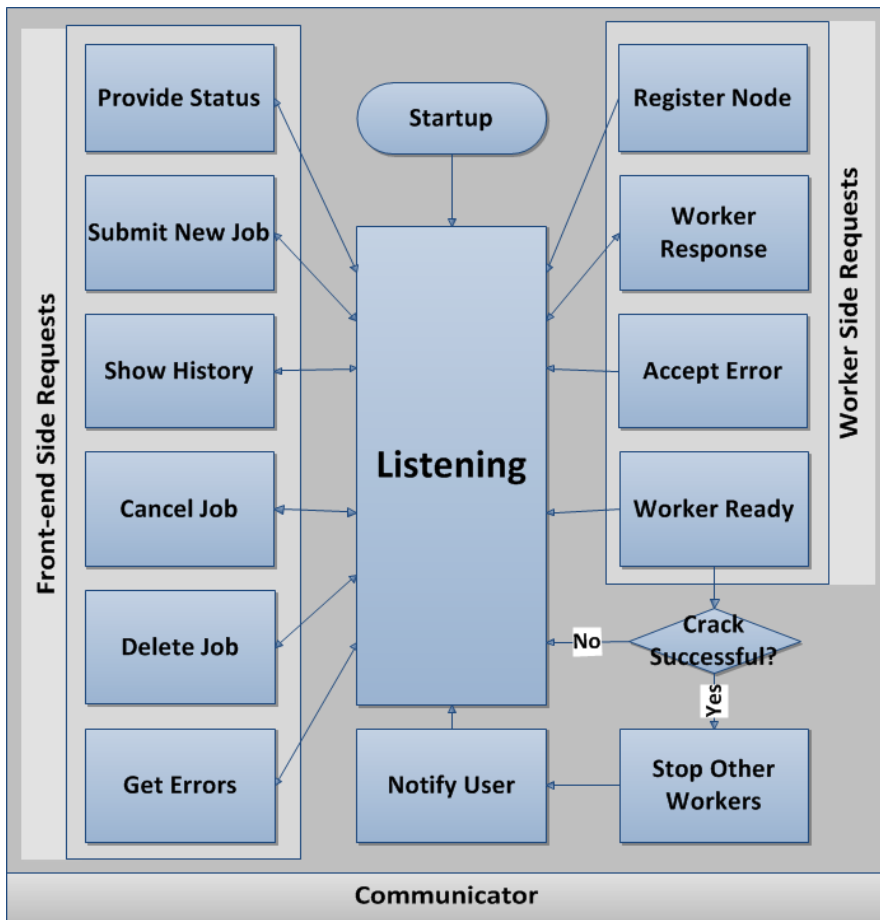 Front-end Side Requests
Provide Status
Submit New Job
Show History
Cancel Job
Delete Job
Get Errors
Startup
Listening
Notify User
Register Node
Worker
Response
Accept Error
Worker Ready
Worker Side Requests
Crack
Successful?
No
Yes
Stop Other
Workers
Communicator